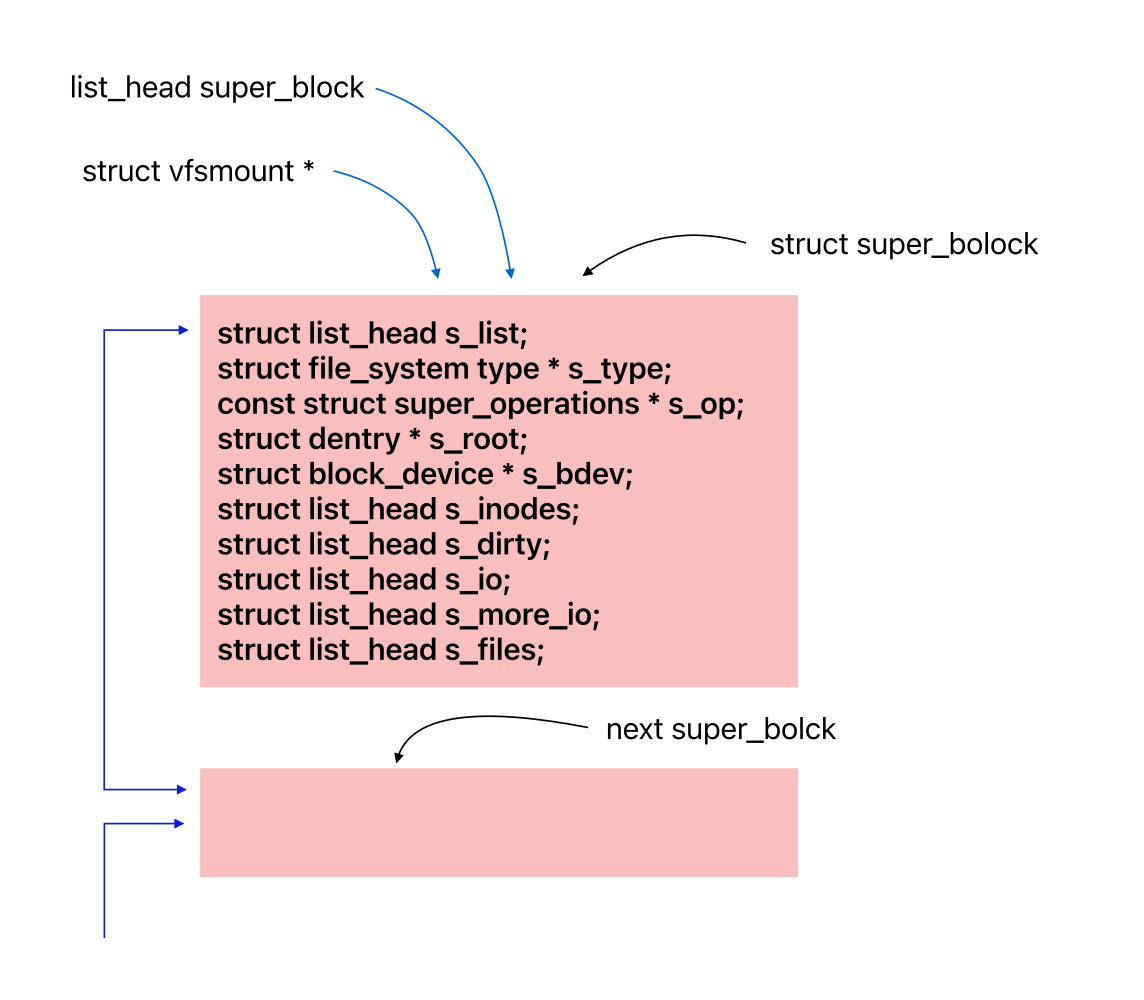 list_head super_block
struct vfsmount *
struct super_bolock
struct list_head s_list;
struct file_system type * s_type;
const struct super_operations * s_op;
struct dentry * s_root;
struct block_device * s_bdev;
struct list_head s_inodes;
struct list_head s_dirty;
struct list_head s_io;
struct list_head s_more_io;
struct list_head s_files;
next super_bolck